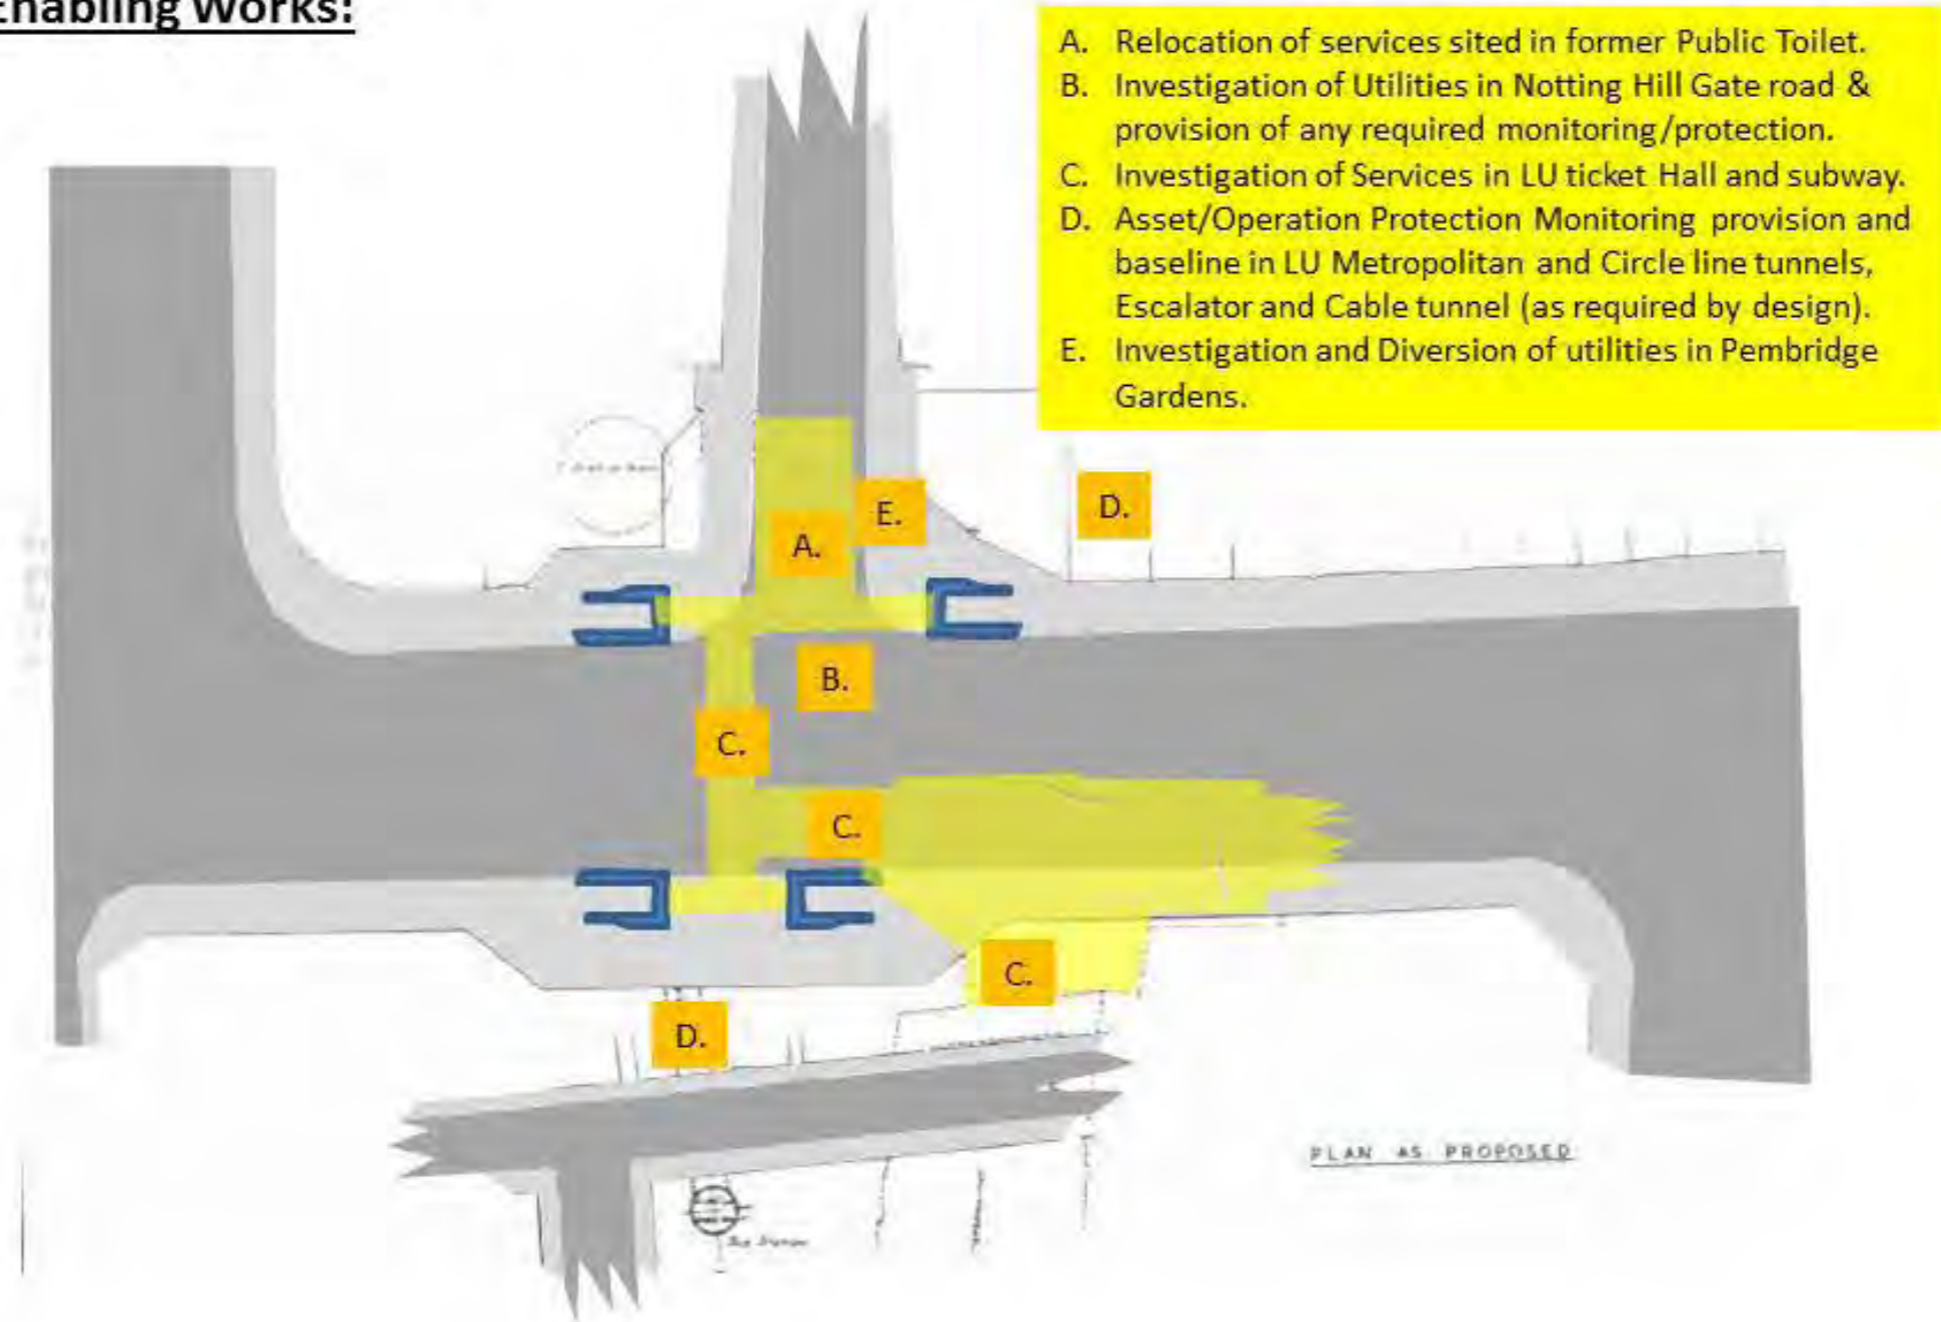 Enabling Works:
A. Relocation of services sited in former Public Toilet.
B. Investigation of Utilities in Notting Hill Gate road &
provision of any required monitoring/protection.
C. Investigation of Services in LU ticket Hall and subway.
D. Asset/Operation Protection Monitoring provision and
baseline in LU Metropolitan and Circle line tunnels,
Escalator and Cable tunnel (as required by design).
E. Investigation and Diversion of utilities in Pembridge
Gardens.
E.
D.
A.
B.
C.
C.
C.
D.
PLAN AS PROPOSED